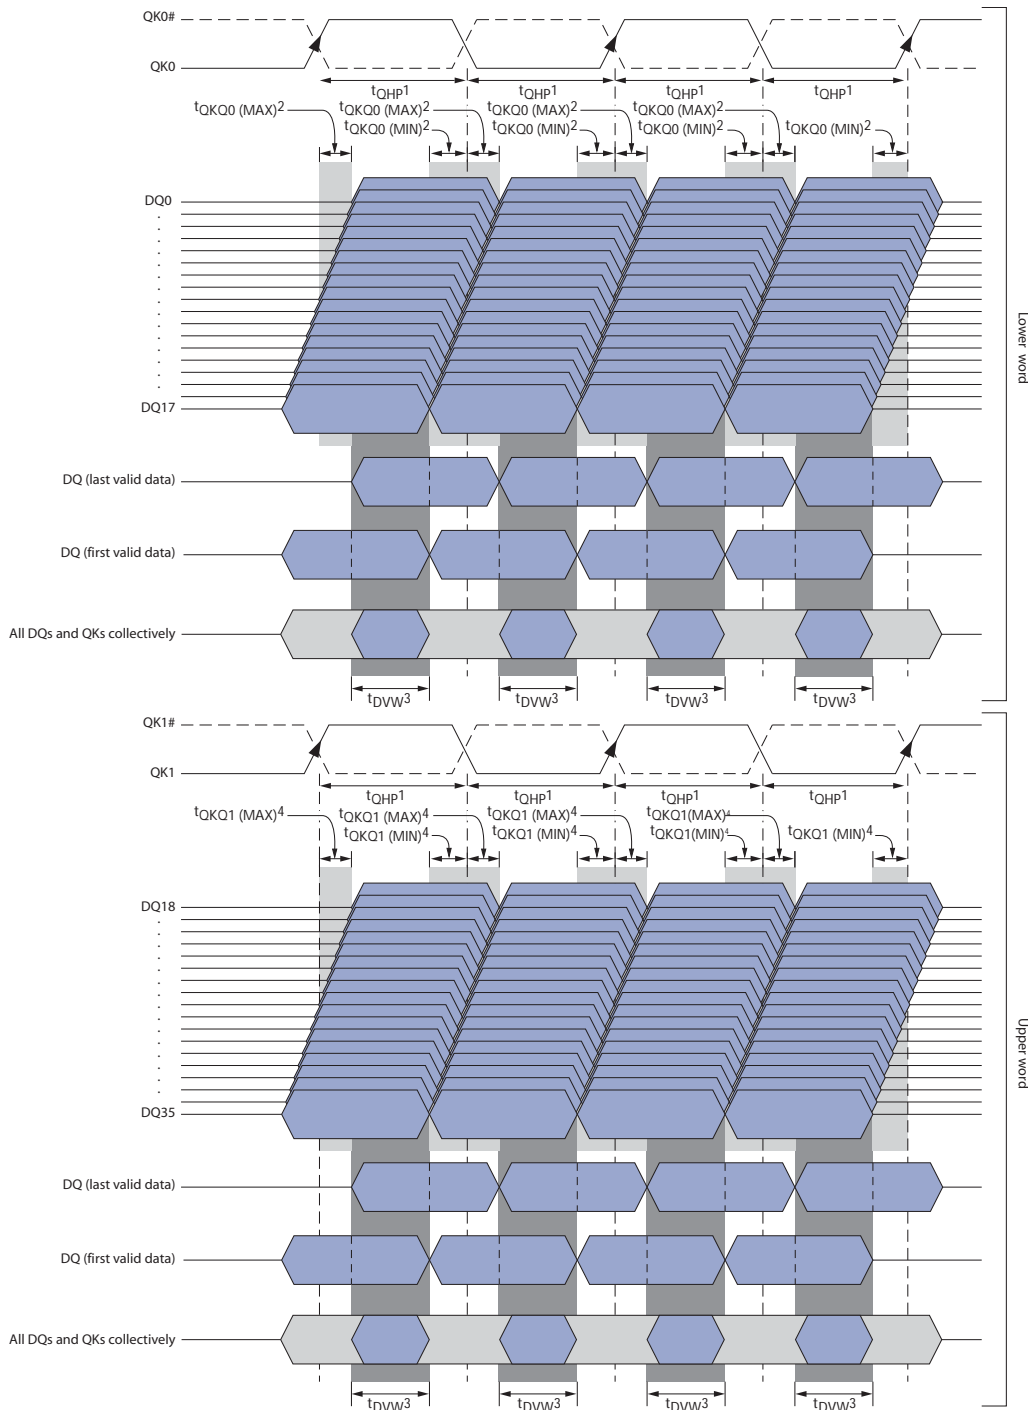 QK0#
QK0
tQHP1 tQHP1 tQHP1 tQHP1
tQKQ0 (MAX)2 tQKQ0 (MAX)2 tQKQ0 (MAX)2 tQKQ0 (MAX)2
tQKQ0 (MIN)2 tQKQ0 (MIN)2 tQKQ0 (MIN)2 tQKQ0 (MIN)2
DQ0
.
.
.
.
.
.
.
.
.
.
.
.
.
DQ17
Lower word
DQ (last valid data)
DQ (first valid data)
All DQs and QKs collectively
tDVW3 tDVW3 tDVW3 tDVW3
QK1#
QK1
tQHP1 tQHP1 tQHP1 tQHP1
tQKQ1 (MAX)4 tQKQ1 (MAX)4 tQKQ1 (MAX)4 tQKQ1(MAX)4
tQKQ1 (MIN)4 tQKQ1 (MIN)4 tQKQ1(MIN)4 tQKQ1 (MIN)4
DQ18
.
.
.
.
.
.
.
.
.
.
.
.
.
DQ35
Upper word
DQ (last valid data)
DQ (first valid data)
All DQs and QKs collectively
tDVW3 tDVW3 tDVW3 tDVW3